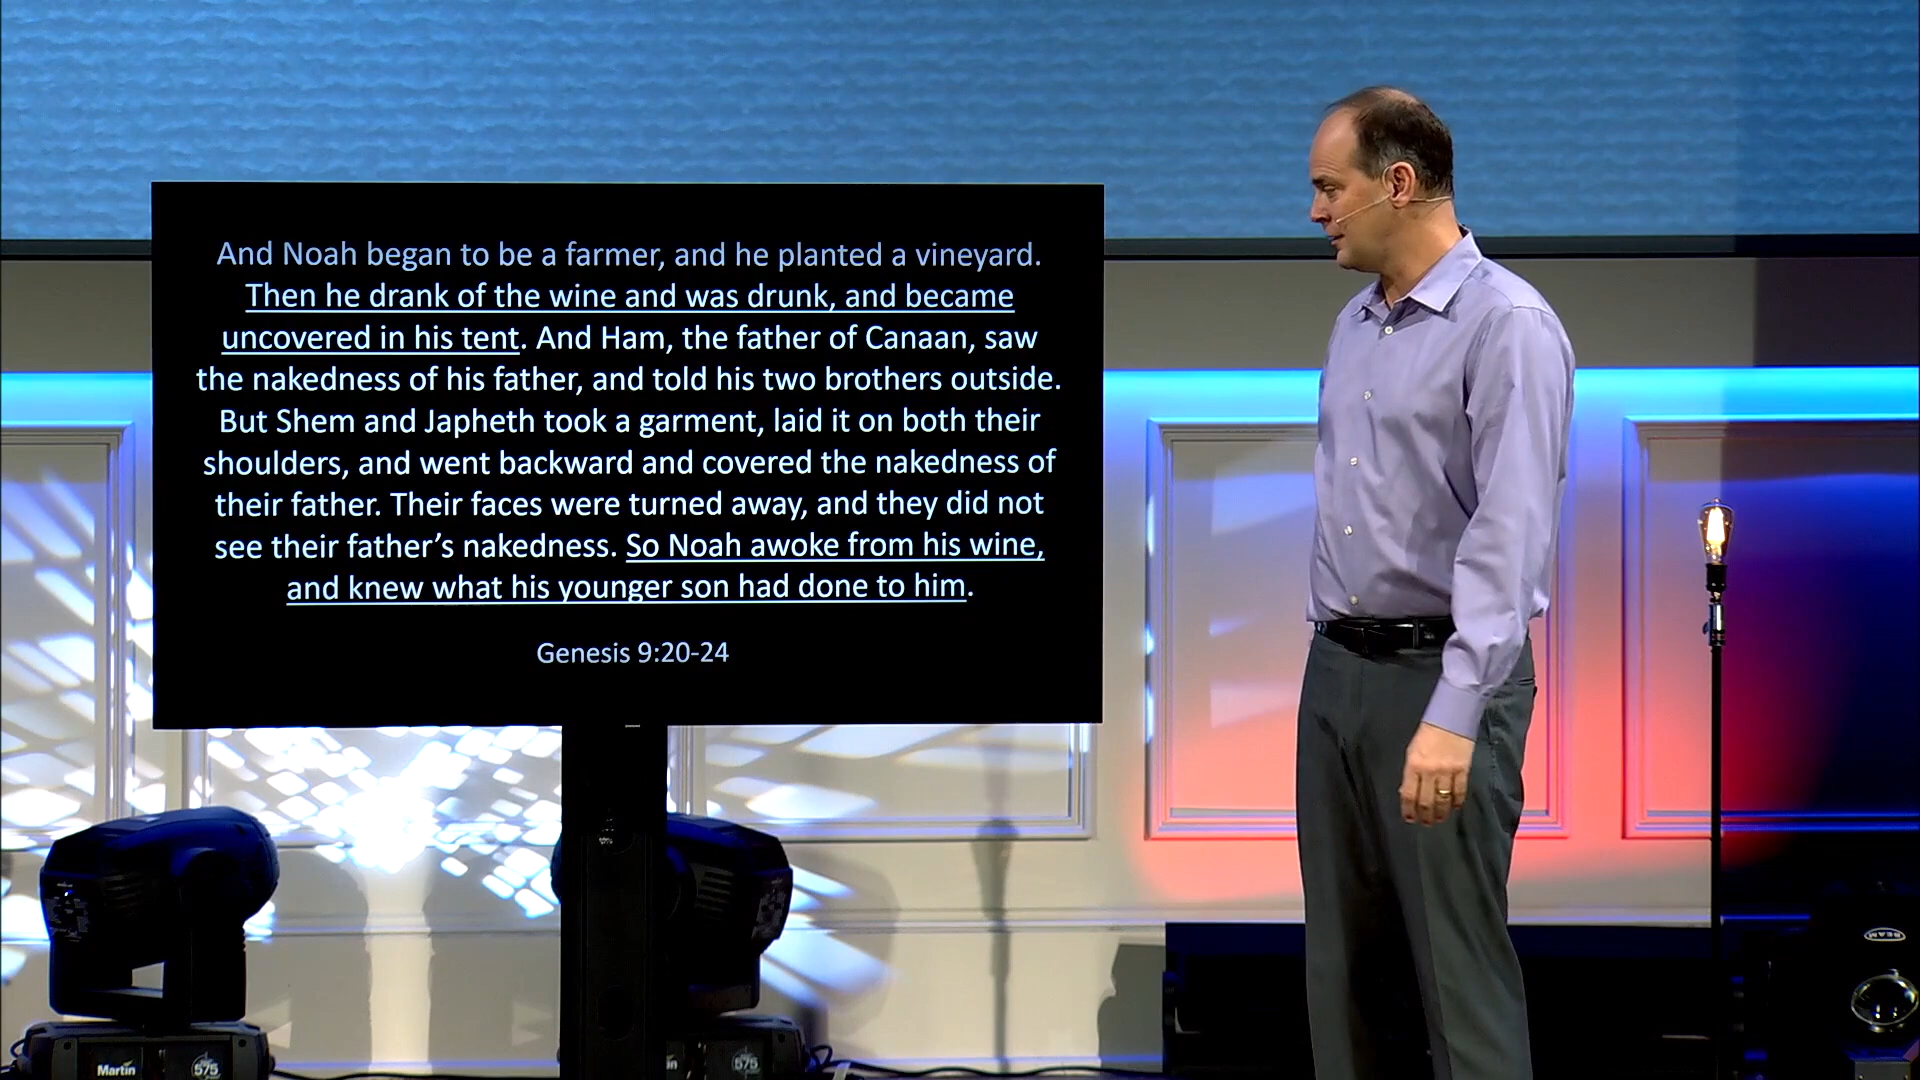 And Noah began to be a farmer, and he planted a vineyard.
Then he drank of the wine and was drunk, and became
uncovered in his tent. And Ham, the father of Canaan, saw
the nakedness of his father, and told his two brothers outside.
But Shem and Japheth took a garment, laid it on both their
shoulders, and went backward and covered the nakedness of
their father. Their faces were turned away, and they did not
see their father’s nakedness. So Noah awoke from his wine,
and knew what his younger son had done to him.
Genesis 9:20-24
Martin
575
575
BEAM